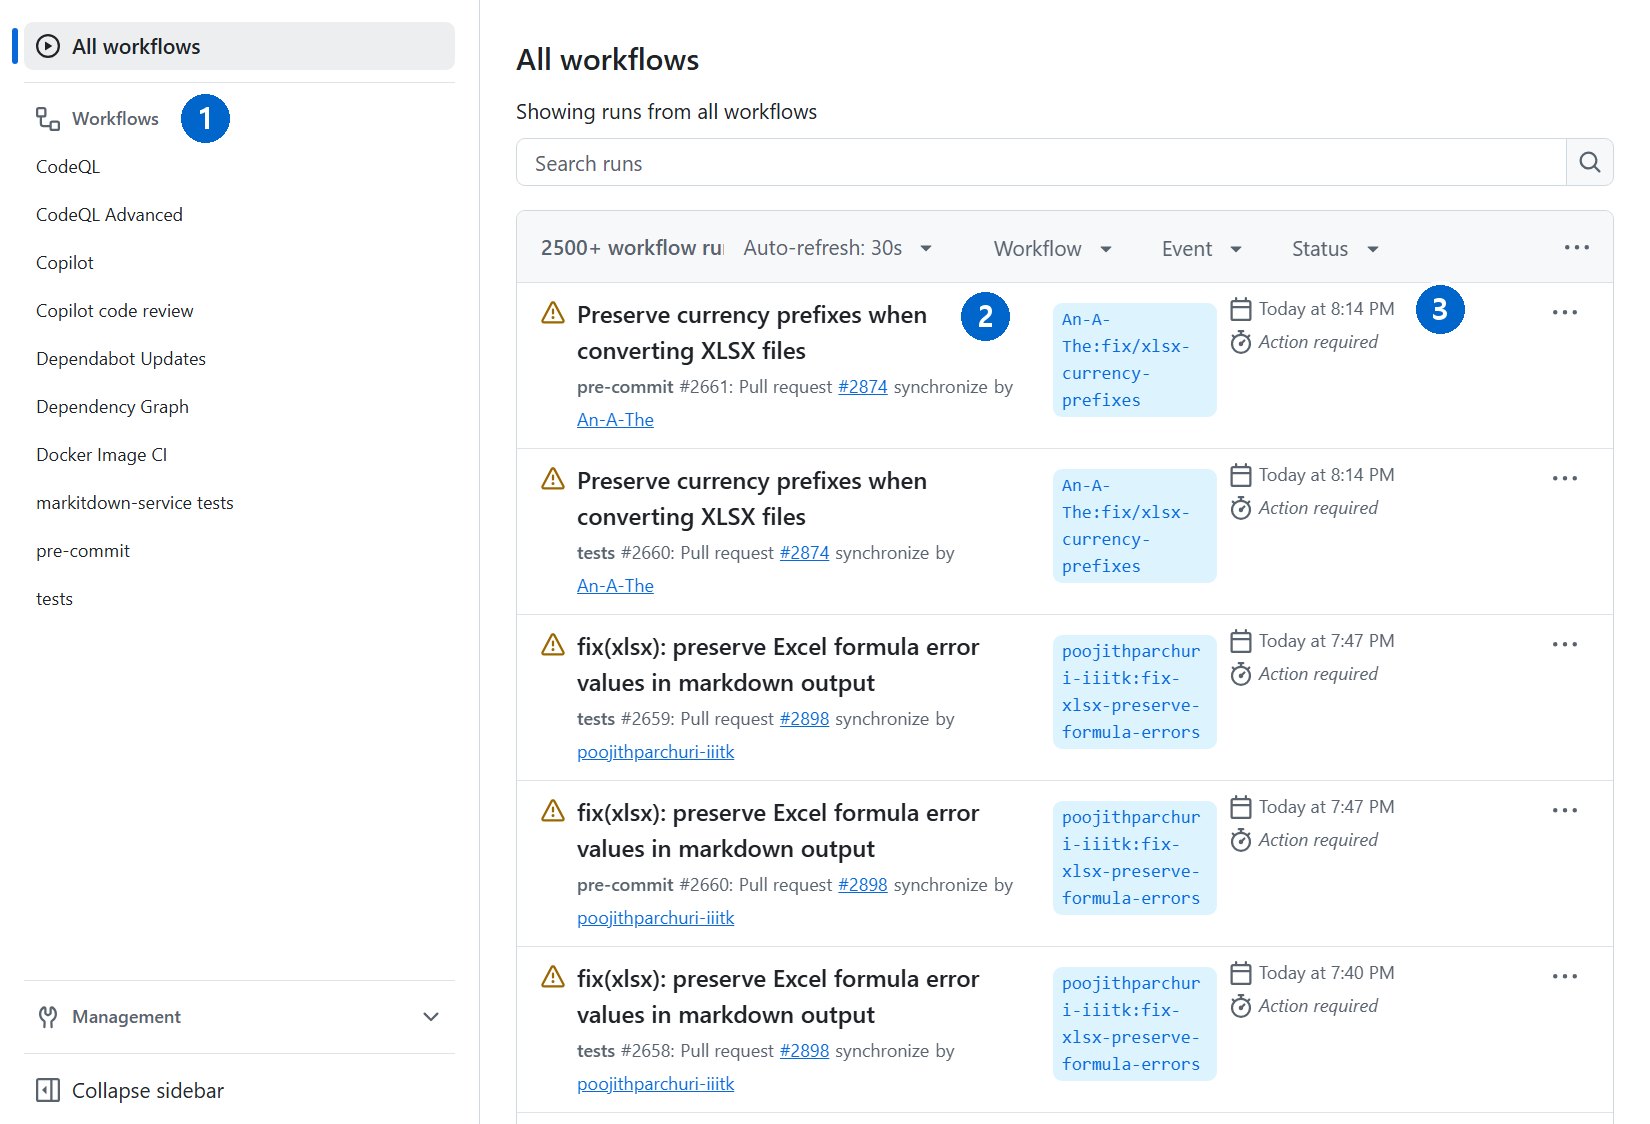 All workflows
Workflows 1
CodeQL
CodeQL Advanced
Copilot
Copilot code review
Dependabot Updates
Dependency Graph
Docker Image CI
markitdown-service tests
pre-commit
tests
Management
Collapse sidebar
All workflows
Showing runs from all workflows
Search runs
2500+ workflow ru Auto-refresh: 30s Workflow Event Status
Preserve currency prefixes when 2
converting XLSX files
pre-commit #2661: Pull request #2874 synchronize by
An-A-The
An-A-
The:fix/xlsx-
currency-
prefixes
Today at 8:14 PM 3
Action required
Preserve currency prefixes when
converting XLSX files
tests #2660: Pull request #2874 synchronize by
An-A-The
An-A-
The:fix/xlsx-
currency-
prefixes
Today at 8:14 PM
Action required
fix(xlsx): preserve Excel formula error
values in markdown output
tests #2659: Pull request #2898 synchronize by
poojithparchuri-iiitk
poojithparchur
i-iiitk:fix-
xlsx-preserve-
formula-errors
Today at 7:47 PM
Action required
fix(xlsx): preserve Excel formula error
values in markdown output
pre-commit #2660: Pull request #2898 synchronize by
poojithparchuri-iiitk
poojithparchur
i-iiitk:fix-
xlsx-preserve-
formula-errors
Today at 7:47 PM
Action required
fix(xlsx): preserve Excel formula error
values in markdown output
tests #2658: Pull request #2898 synchronize by
poojithparchuri-iiitk
poojithparchur
i-iiitk:fix-
xlsx-preserve-
formula-errors
Today at 7:40 PM
Action required